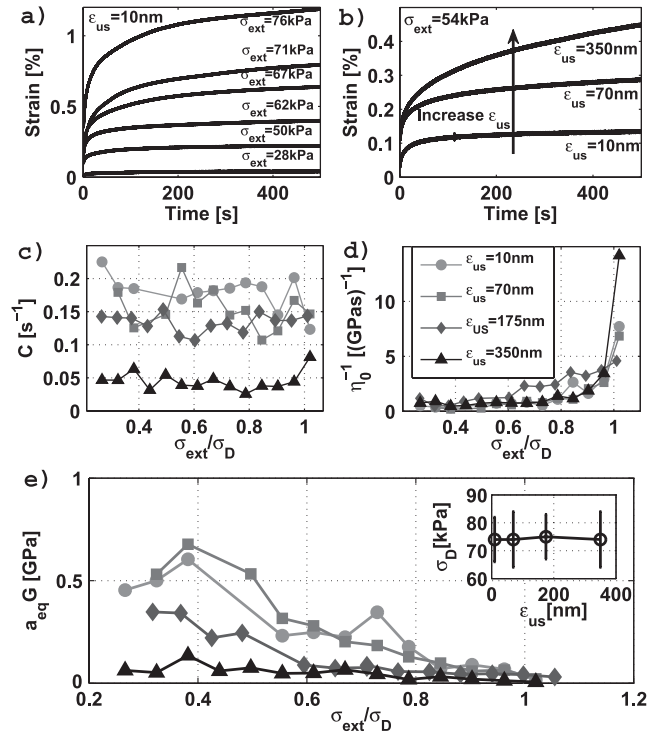 a)
ε_us=10nm
σ_ext=76kPa
σ_ext=71kPa
σ_ext=67kPa
σ_ext=62kPa
σ_ext=50kPa
σ_ext=28kPa
Strain [%]
1
0.5
0
0 200 400
Time [s]
b)
σ_ext=54kPa
ε_us=350nm
ε_us=70nm
Increase ε_us
ε_us=10nm
Strain [%]
0.4
0.3
0.2
0.1
0
0 200 400
Time [s]
c)
C [s⁻¹]
0.2
0.15
0.1
0.05
0
0.4 0.6 0.8 1
σ_ext/σ_D
d)
η₀⁻¹ [(GPas)⁻¹]
10
5
0
ε_us=10nm
ε_us=70nm
ε_us=175nm
ε_us=350nm
0.4 0.6 0.8 1
σ_ext/σ_D
e)
a_eq G [GPa]
1
0.5
0
0.2 0.4 0.6 0.8 1 1.2
σ_ext/σ_D
σ_D[kPa]
90
80
70
60
0 200 400
ε_us[nm]